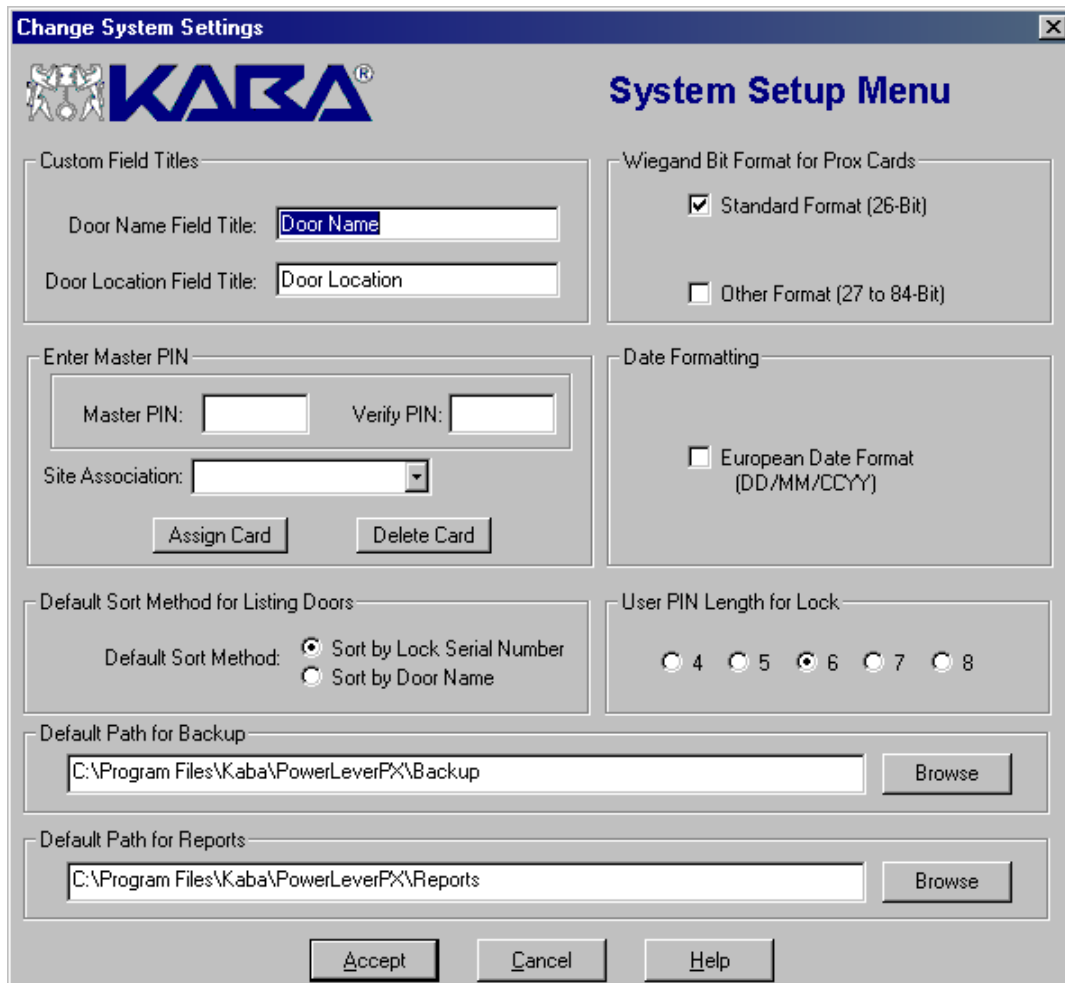 Change System Settings
KABA®
System Setup Menu
Custom Field Titles
Door Name Field Title: Door Name
Door Location Field Title: Door Location
Wiegand Bit Format for Prox Cards
Standard Format (26-Bit)
Other Format (27 to 84-Bit)
Enter Master PIN
Master PIN: Verify PIN:
Site Association:
Assign Card Delete Card
Date Formatting
European Date Format
(DD/MM/CCYY)
Default Sort Method for Listing Doors
Default Sort Method: Sort by Lock Serial Number
Sort by Door Name
User PIN Length for Lock
4 5 6 7 8
Default Path for Backup
C:\Program Files\Kaba\PowerLeverPX\Backup Browse
Default Path for Reports
C:\Program Files\Kaba\PowerLeverPX\Reports Browse
Accept Cancel Help